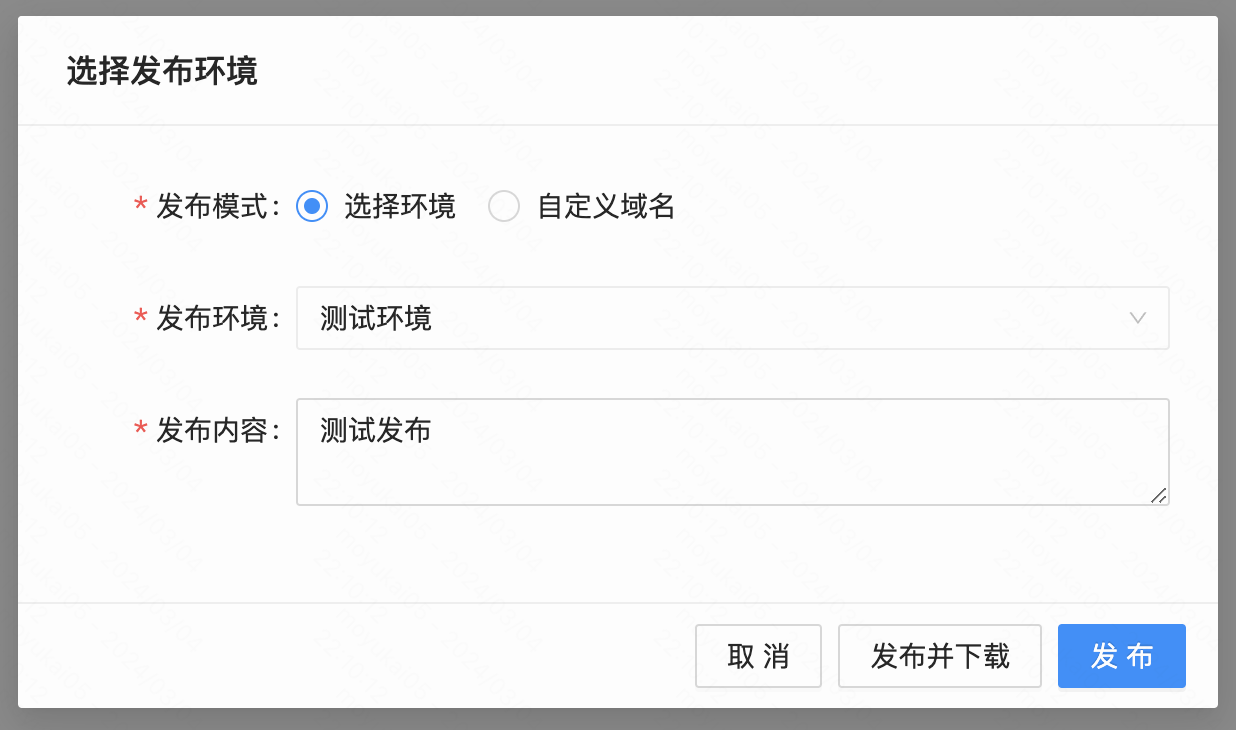 选择发布环境
* 发布模式: 选择环境 自定义域名
* 发布环境: 测试环境
* 发布内容: 测试发布
取 消 发布并下载 发 布